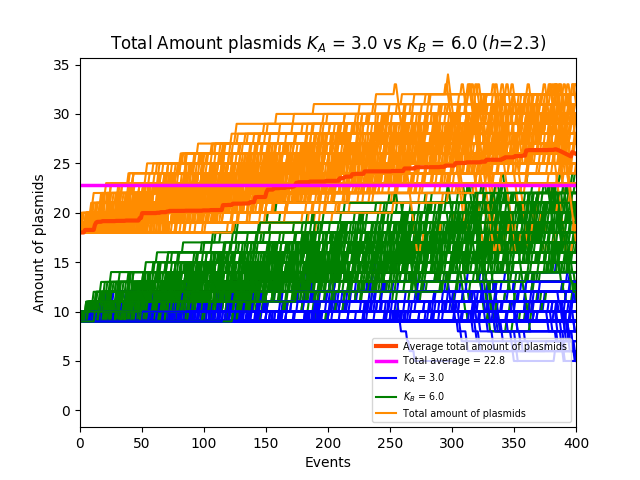 Total Amount plasmids K_A = 3.0 vs K_B = 6.0 (h=2.3)
35
30
25
20
15
10
5
0
Amount of plasmids
Average total amount of plasmids
Total average = 22.8
K_A = 3.0
K_B = 6.0
Total amount of plasmids
0 50 100 150 200 250 300 350 400
Events